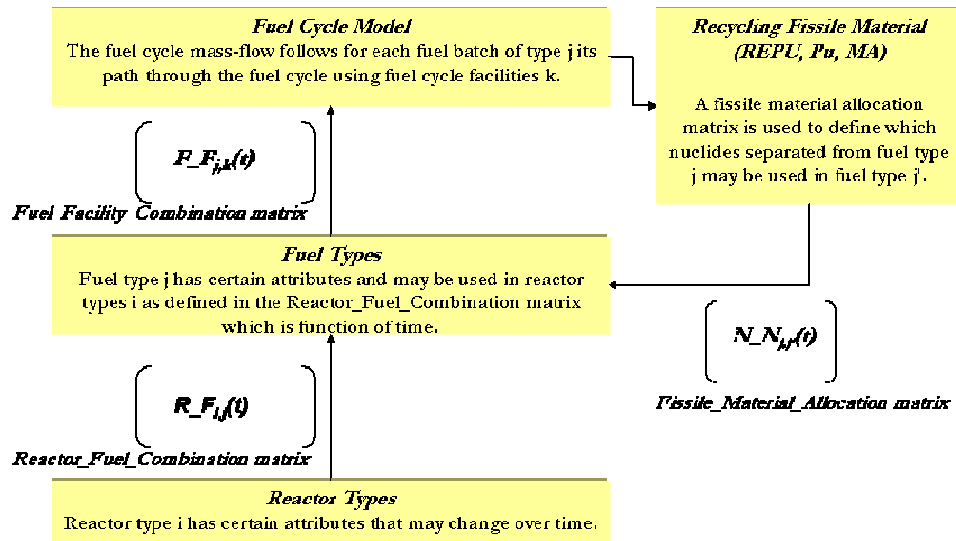 Fuel Cycle Model
The fuel cycle mass-flow follows for each fuel batch of type j its
path through the fuel cycle using fuel cycle facilities k.
Recycling Fissile Material
(REPU, Pu, MA)
A fissile material allocation
matrix is used to define which
nuclides separated from fuel type
j may be used in fuel type j'.
F_Fj,k(t)
Fuel_Facility_Combination matrix
Fuel Types
Fuel type j has certain attributes and may be used in reactor
types i as defined in the Reactor_Fuel_Combination matrix
which is function of time.
N_Nj,j'(t)
Fissile_Material_Allocation matrix
R_Fi,j(t)
Reactor_Fuel_Combination matrix
Reactor Types
Reactor type i has certain attributes that may change over time.